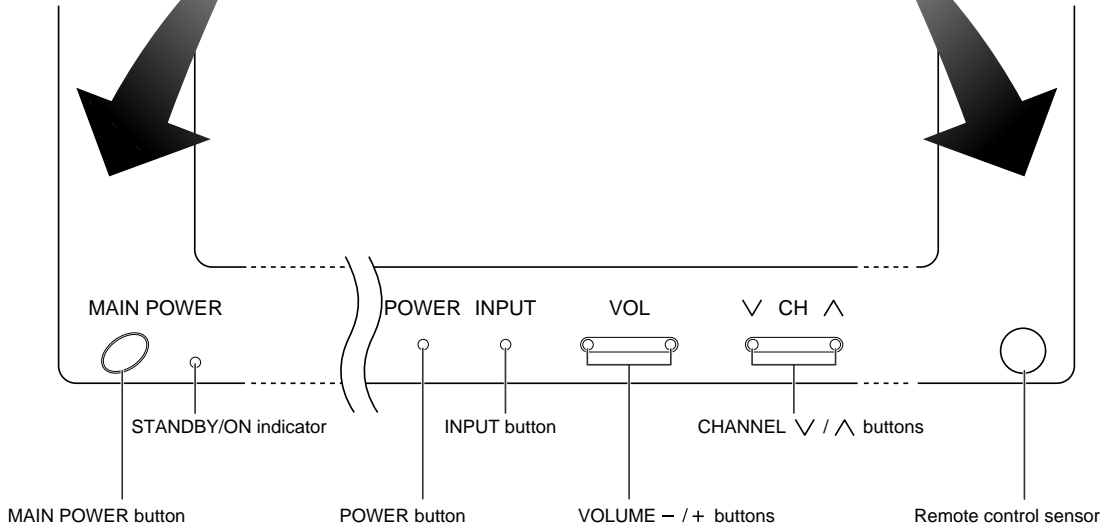 MAIN POWER
POWER INPUT VOL ∨ CH ∧
STANDBY/ON indicator
INPUT button
CHANNEL ∨ / ∧ buttons
MAIN POWER button
POWER button
VOLUME − / + buttons
Remote control sensor